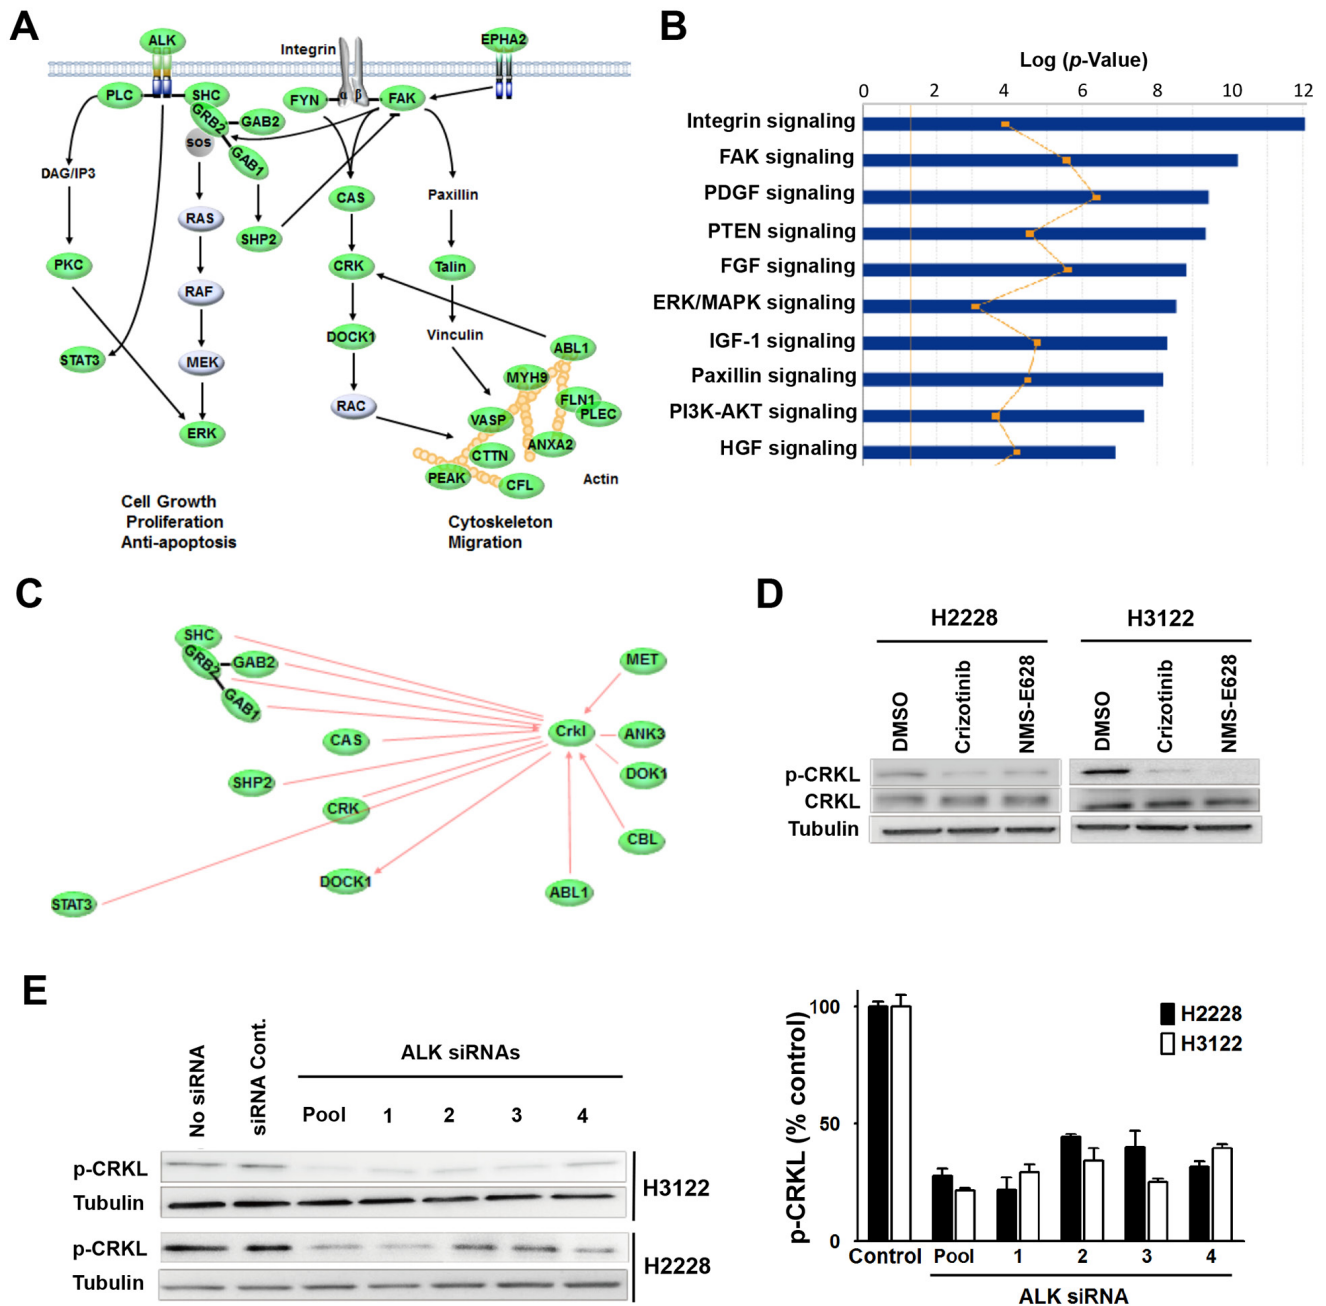 A
ALK
Integrin
EPHA2
PLC
SHC
FYN
α
β
FAK
GRB2
GAB2
SOS
GAB1
DAG/IP3
CAS
Paxillin
RAS
SHP2
PKC
CRK
Talin
RAF
DOCK1
Vinculin
ABL1
STAT3
MEK
MYH9
RAC
FLN1
PLEC
VASP
ERK
ANXA2
CTTN
PEAK
CFL
Actin
Cell Growth
Proliferation
Anti-apoptosis
Cytoskeleton
Migration
B
Log (p-Value)
0 2 4 6 8 10 12
Integrin signaling
FAK signaling
PDGF signaling
PTEN signaling
FGF signaling
ERK/MAPK signaling
IGF-1 signaling
Paxillin signaling
PI3K-AKT signaling
HGF signaling
C
SHC
GRB2
GAB2
GAB1
MET
CAS
Crkl
ANK3
SHP2
DOK1
CRK
CBL
DOCK1
ABL1
STAT3
D
H2228
H3122
DMSO
Crizotinib
NMS-E628
DMSO
Crizotinib
NMS-E628
p-CRKL
CRKL
Tubulin
E
No siRNA
siRNA Cont.
ALK siRNAs
Pool 1 2 3 4
p-CRKL
Tubulin
H3122
p-CRKL
Tubulin
H2228
p-CRKL (% control)
100
50
0
H2228
H3122
Control Pool 1 2 3 4
ALK siRNA